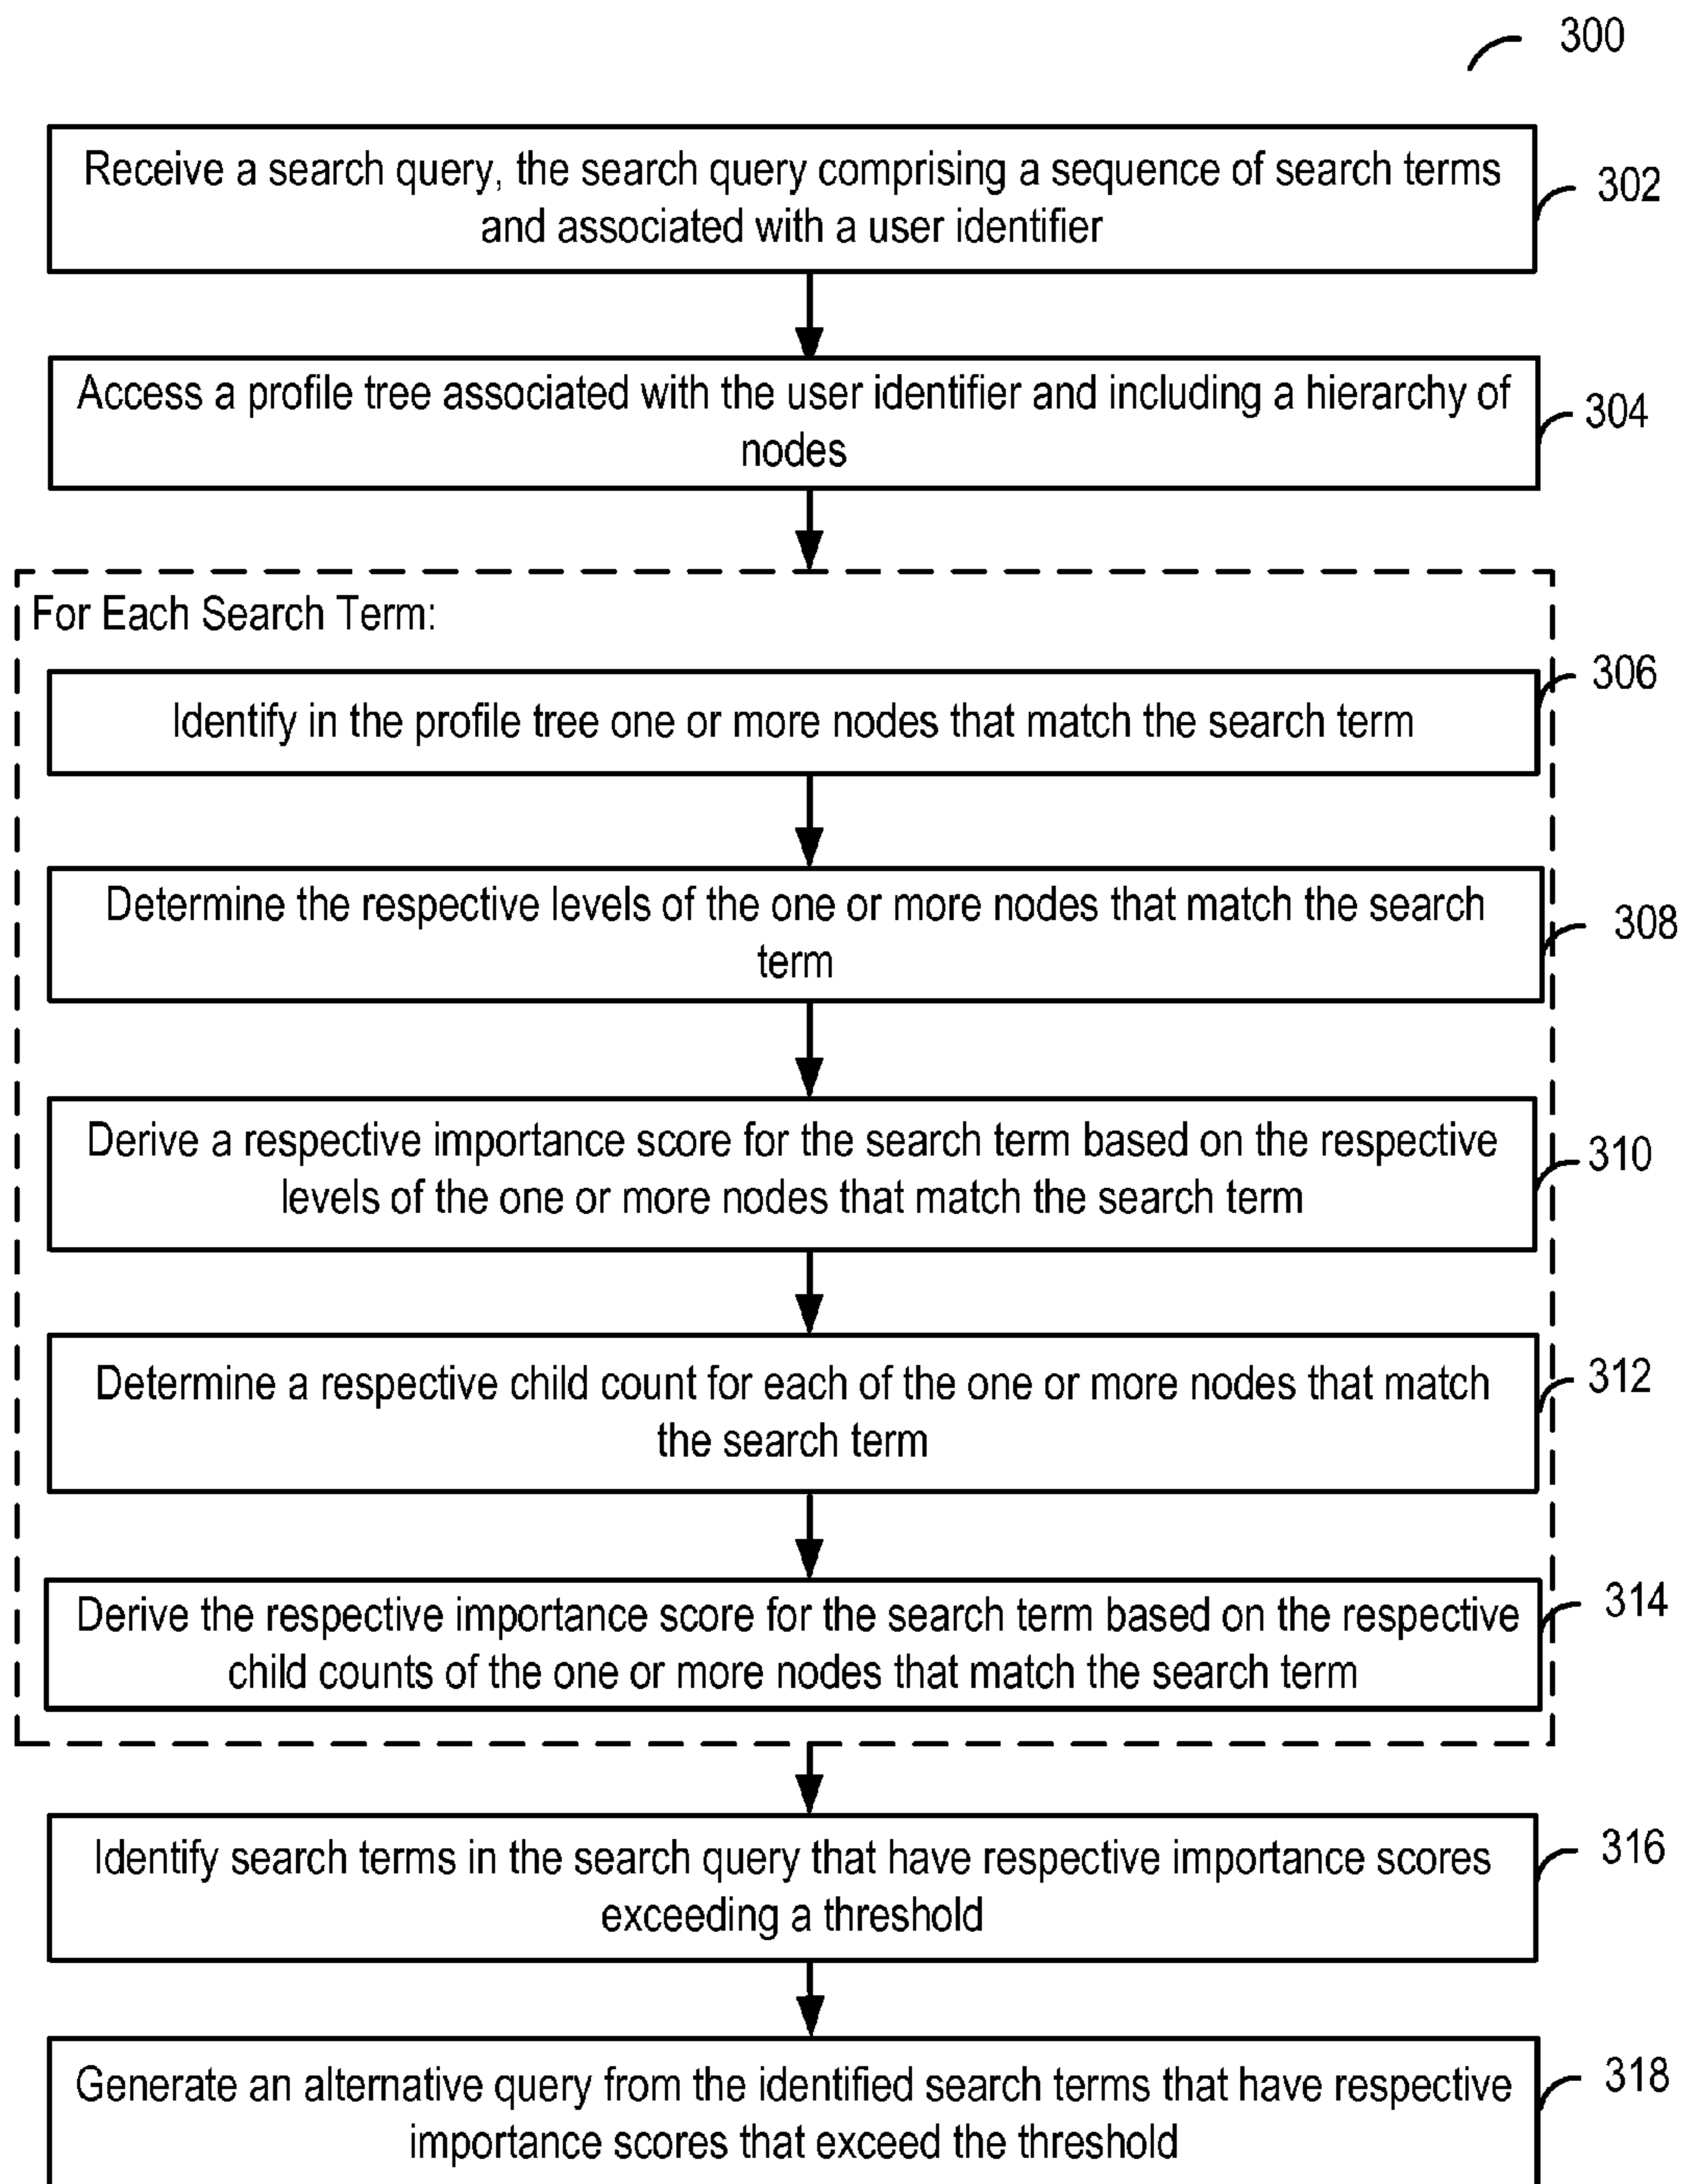 300
Receive a search query, the search query comprising a sequence of search terms
and associated with a user identifier
302
Access a profile tree associated with the user identifier and including a hierarchy of
nodes
304
For Each Search Term:
Identify in the profile tree one or more nodes that match the search term
306
Determine the respective levels of the one or more nodes that match the search
term
308
Derive a respective importance score for the search term based on the respective
levels of the one or more nodes that match the search term
310
Determine a respective child count for each of the one or more nodes that match
the search term
312
Derive the respective importance score for the search term based on the respective
child counts of the one or more nodes that match the search term
314
Identify search terms in the search query that have respective importance scores
exceeding a threshold
316
Generate an alternative query from the identified search terms that have respective
importance scores that exceed the threshold
318